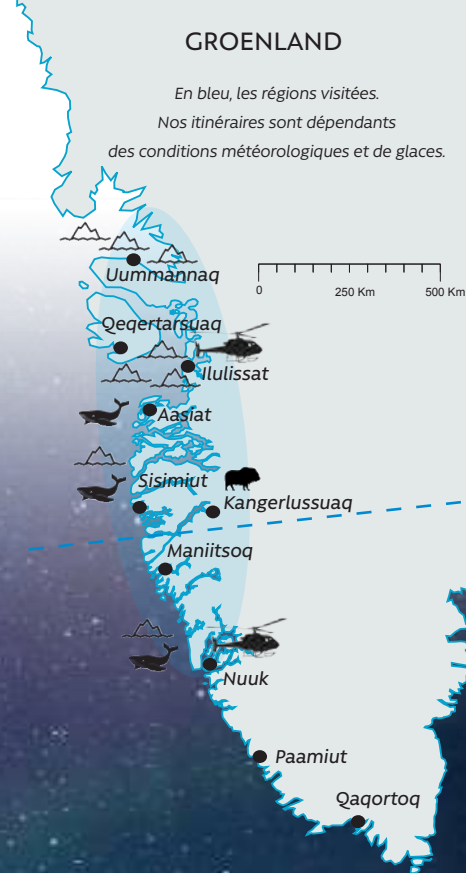 GROENLAND
En bleu, les régions visitées.
Nos itinéraires sont dépendants
des conditions météorologiques et de glaces.
Uummannaq
0
250 Km
500 Km
Qeqertarsuaq
Ilulissat
Aasiat
Sisimiut
Kangerlussuaq
Maniitsoq
Nuuk
Paamiut
Qaqortoq